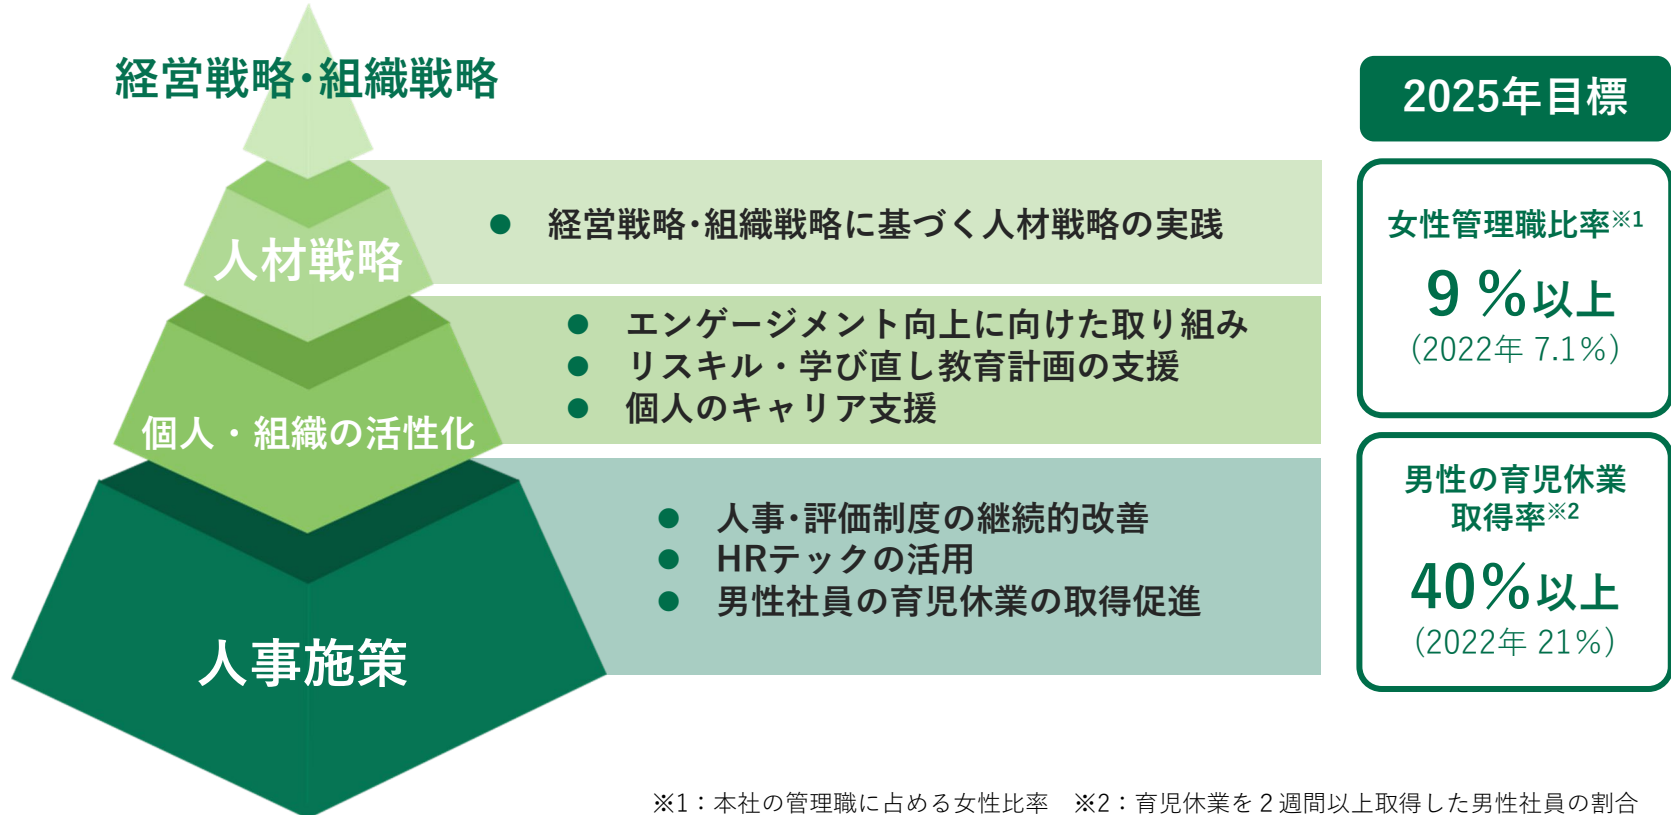 経営戦略･組織戦略
人材戦略
● 経営戦略･組織戦略に基づく人材戦略の実践
個人・組織の活性化
● エンゲージメント向上に向けた取り組み
● リスキル・学び直し教育計画の支援
● 個人のキャリア支援
人事施策
● 人事･評価制度の継続的改善
● HRテックの活用
● 男性社員の育児休業の取得促進
2025年目標
女性管理職比率※1
9％以上
(2022年 7.1%)
男性の育児休業
取得率※2
40%以上
(2022年 21%)
※1：本社の管理職に占める女性比率　※2：育児休業を２週間以上取得した男性社員の割合